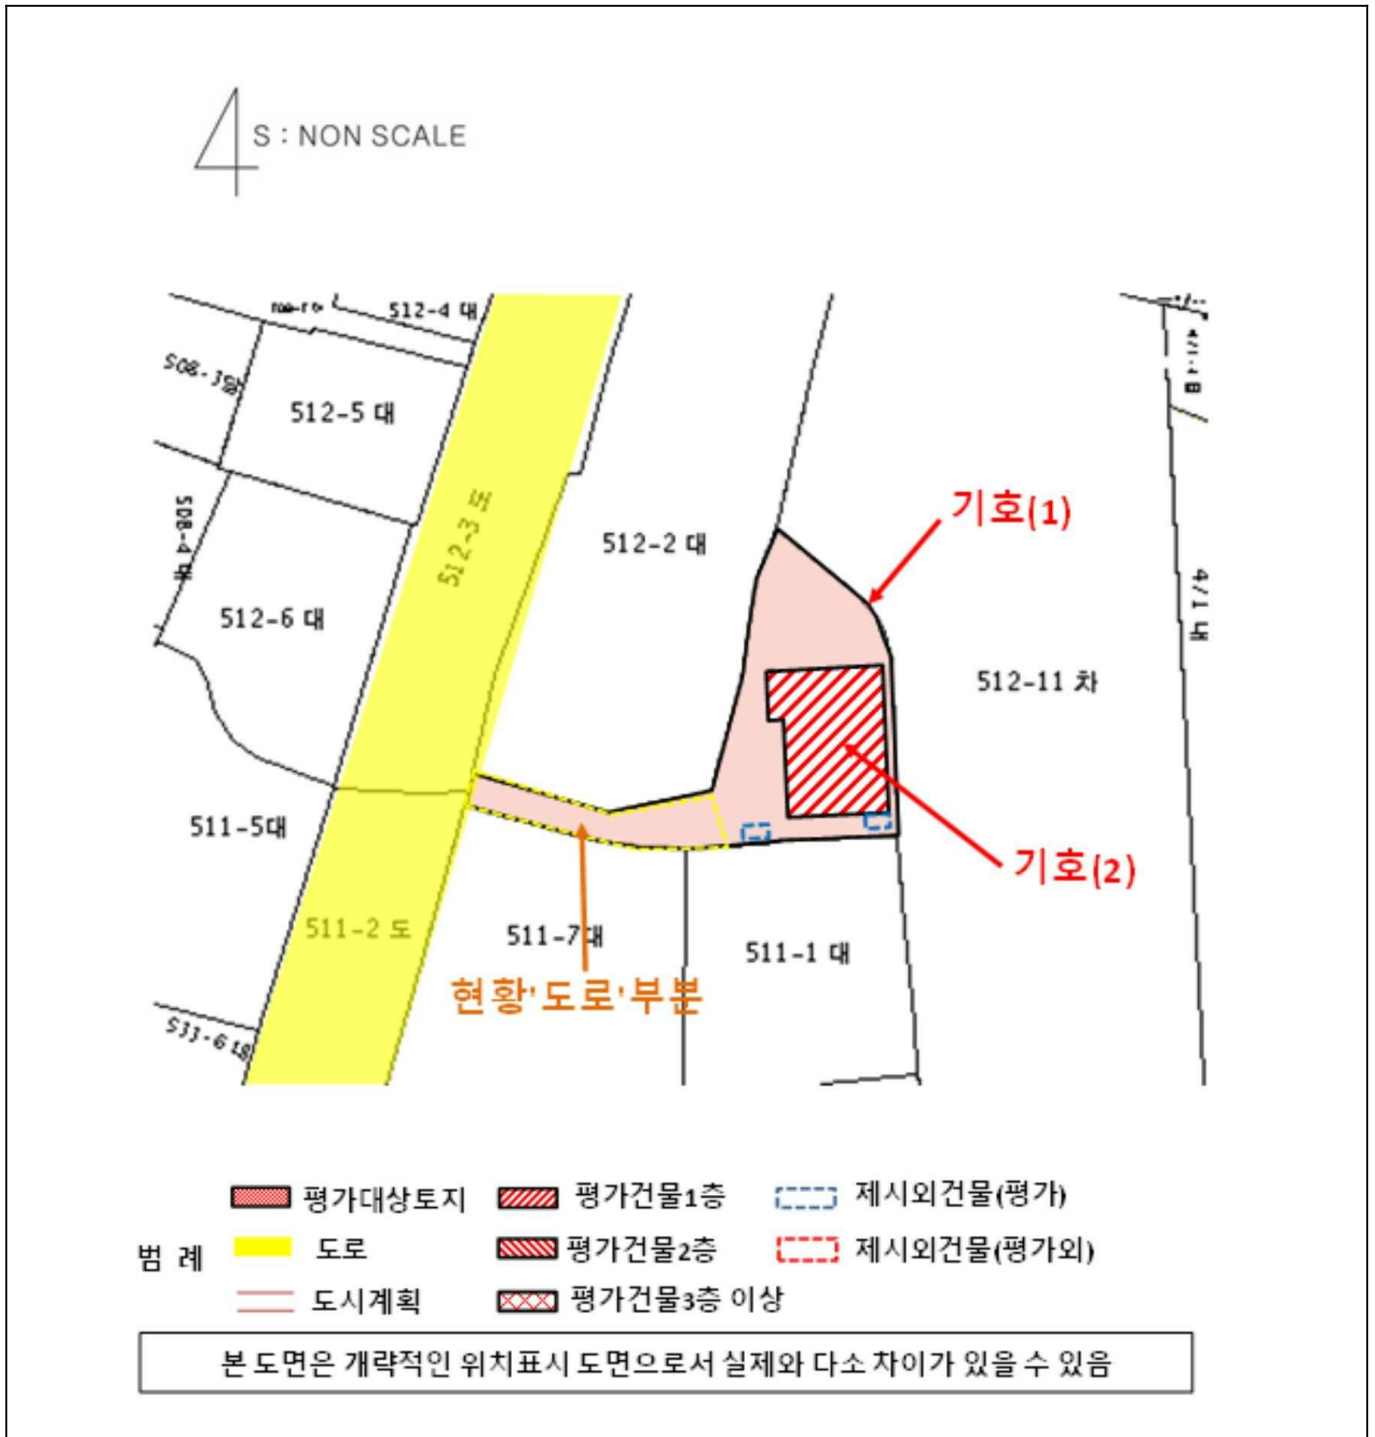 S : NON SCALE
512-4 대
512-5 대
508-4 대
512-3 도
512-2 대
기호(1)
512-6 대
512-11 차
511-5대
기호(2)
511-2 도
511-7대
511-1 대
현황'도로'부분
평가대상토지
평가건물1층
제시외건물(평가)
범 례
도로
평가건물2층
제시외건물(평가외)
도시계획
평가건물3층 이상
본 도면은 개략적인 위치표시 도면으로서 실제와 다소 차이가 있을 수 있음